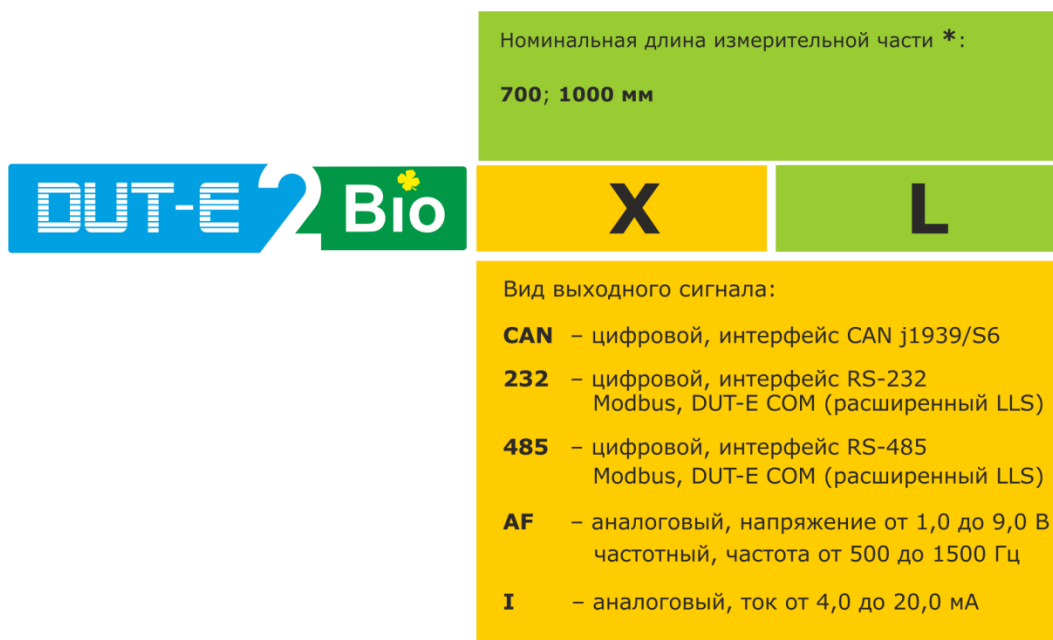 Номинальная длина измерительной части *:
700; 1000 мм
DUT-E 2 Bio X L
Вид выходного сигнала:
CAN – цифровой, интерфейс CAN j1939/S6
232 – цифровой, интерфейс RS-232
Modbus, DUT-E COM (расширенный LLS)
485 – цифровой, интерфейс RS-485
Modbus, DUT-E COM (расширенный LLS)
AF – аналоговый, напряжение от 1,0 до 9,0 В
частотный, частота от 500 до 1500 Гц
I – аналоговый, ток от 4,0 до 20,0 мА